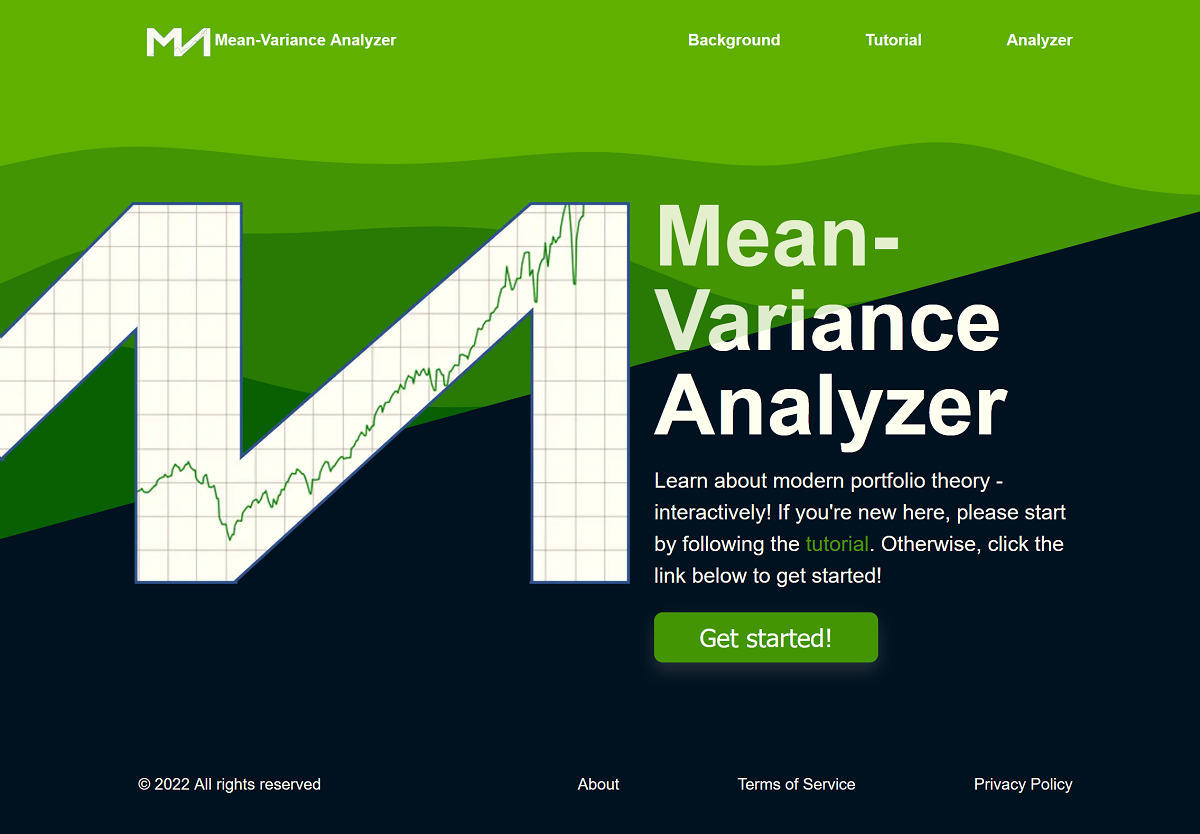 Mean-Variance Analyzer
Background
Tutorial
Analyzer
Mean-
Variance
Analyzer
Learn about modern portfolio theory -
interactively! If you're new here, please start
by following the tutorial. Otherwise, click the
link below to get started!
Get started!
© 2022 All rights reserved
About
Terms of Service
Privacy Policy